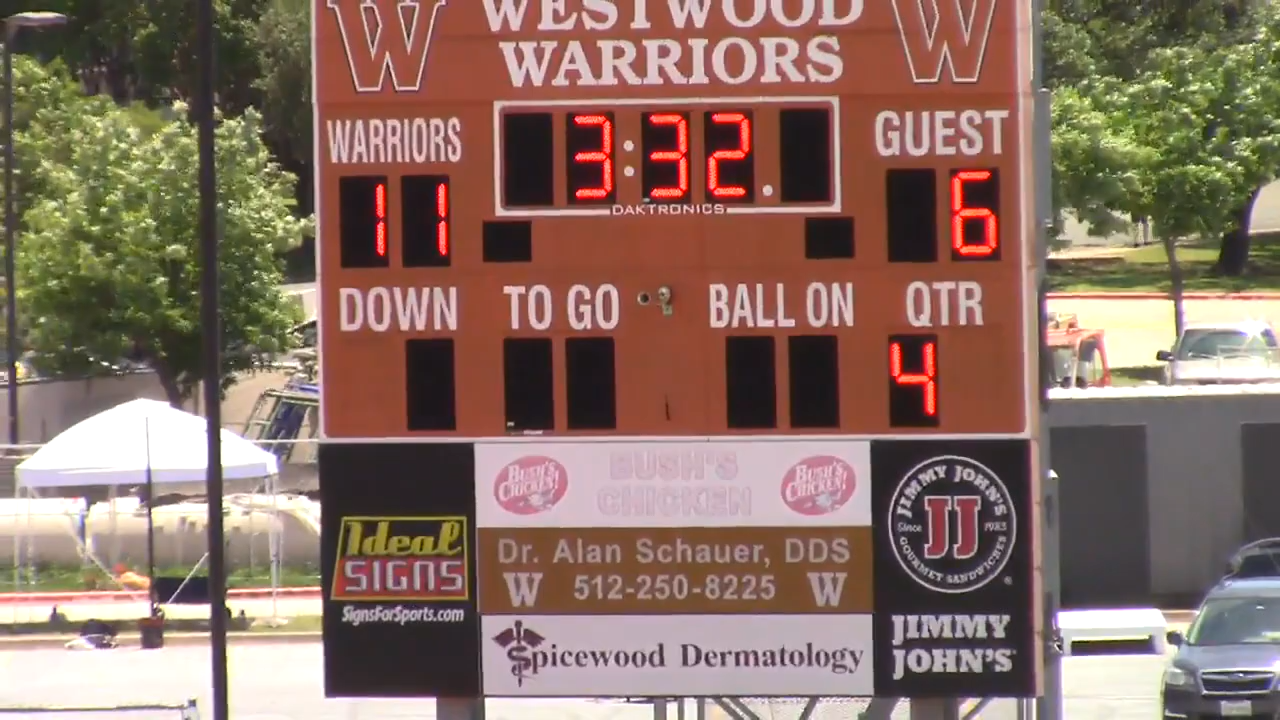 W WESTWOOD W
WARRIORS
WARRIORS 3:32 GUEST
11 6
DAKTRONICS
DOWN TO GO BALL ON QTR
4
BUSH'S CHICKEN! BUSH'S CHICKEN BUSH'S CHICKEN!
Ideal SIGNS
SignsForSports.com
Dr. Alan Schauer, DDS
W 512-250-8225 W
Spicewood Dermatology
JIMMY JOHN'S
Since JJ 1983
GOURMET SANDWICHES
®
JIMMY
JOHN'S